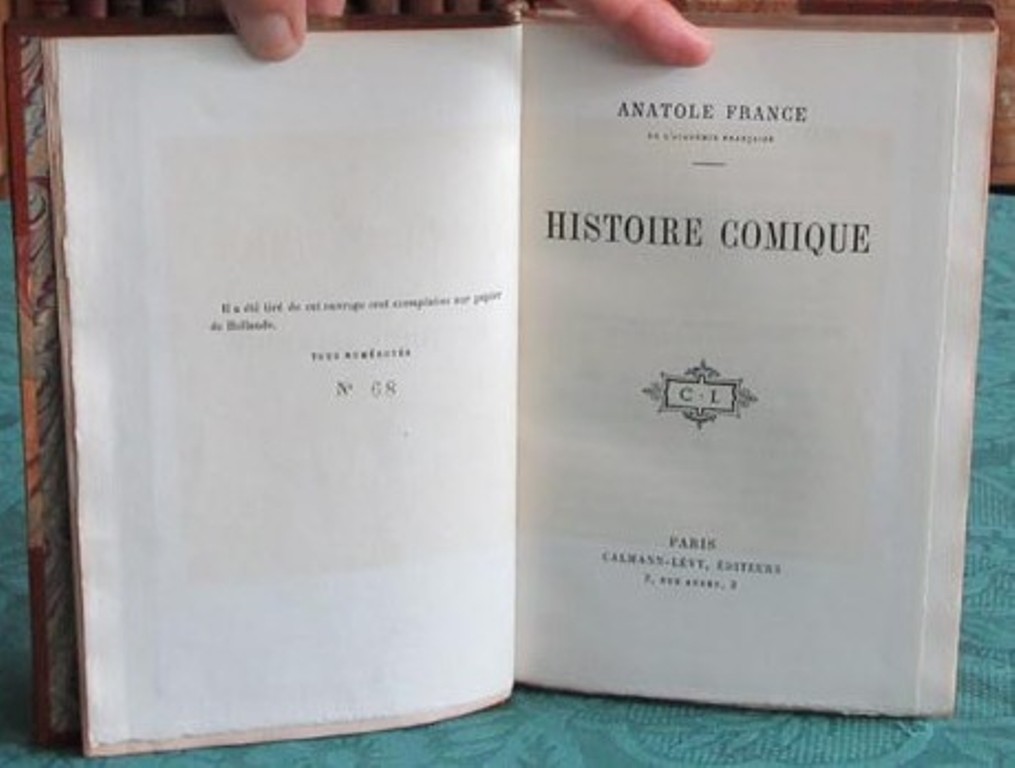 Il a été tiré de cet ouvrage cent exemplaires sur papier
de Hollande.
TOUS NUMÉROTÉS
N° 68
ANATOLE FRANCE
DE L'ACADÉMIE FRANÇAISE
HISTOIRE COMIQUE
C · L
PARIS
CALMANN-LÉVY, ÉDITEURS
3, RUE AUBER, 3